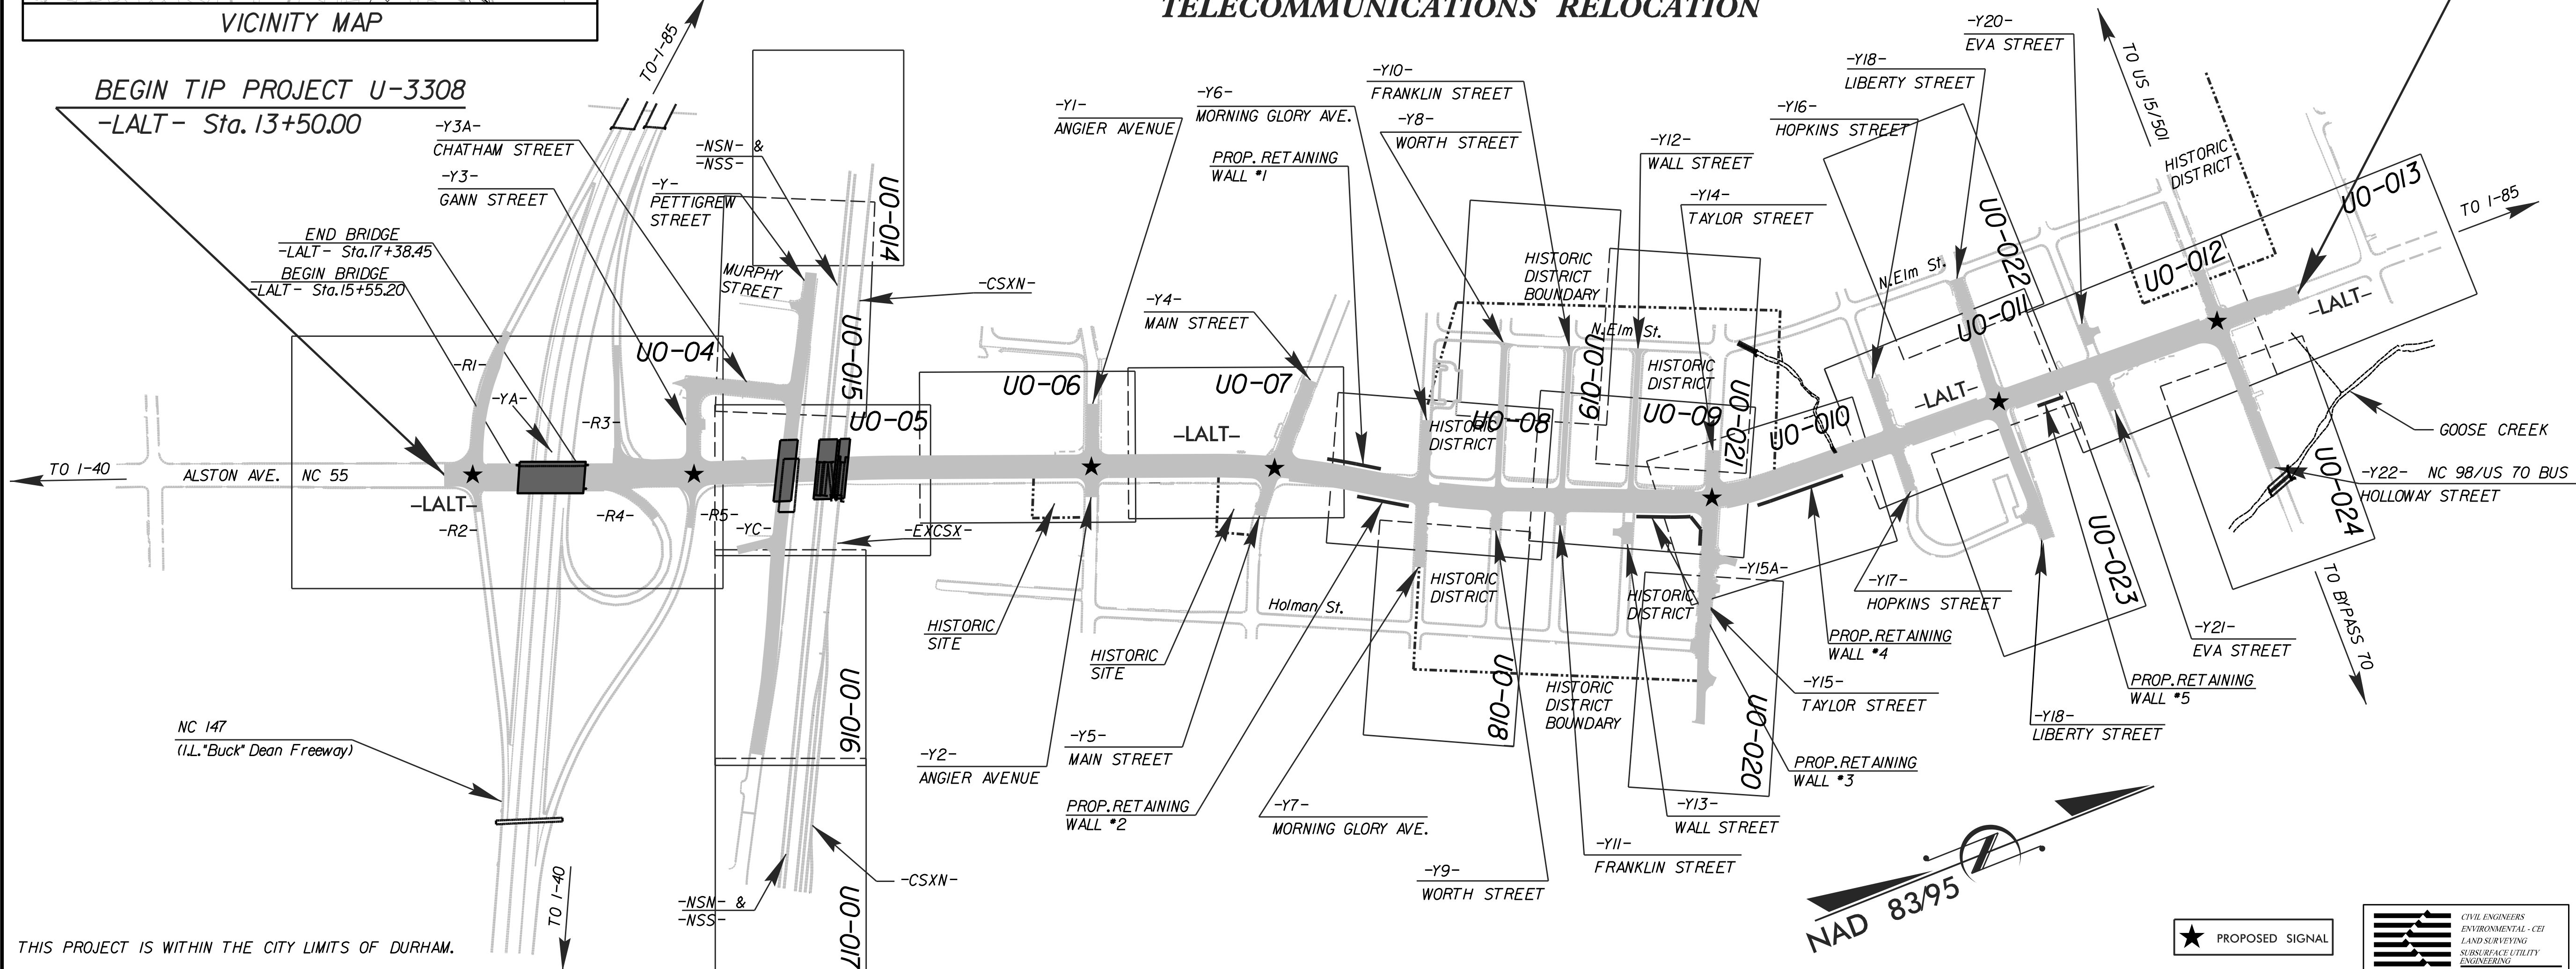 TELECOMMUNICATIONS RELOCATION
VICINITY MAP
BEGIN TIP PROJECT U-3308
-LALT- Sta. 13+50.00
TO I-85
-Y3A-
CHATHAM STREET
-Y3-
GANN STREET
END BRIDGE
-LALT- Sta.17+38.45
BEGIN BRIDGE
-LALT- Sta.15+55.20
-NSN- &
-NSS-
-Y-
PETTIGREW
STREET
MURPHY
STREET
UO-014
-CSXN-
-Y1-
ANGIER AVENUE
-Y6-
MORNING GLORY AVE.
PROP. RETAINING
WALL #1
-Y10-
FRANKLIN STREET
-Y8-
WORTH STREET
-Y12-
WALL STREET
-Y14-
TAYLOR STREET
-Y16-
HOPKINS STREET
-Y18-
LIBERTY STREET
-Y20-
EVA STREET
TO US 15/501
HISTORIC
DISTRICT
UO-013
TO I-85
-Y4-
MAIN STREET
HISTORIC
DISTRICT
BOUNDARY
N.Elm St.
N.Elm St.
UO-022
UO-011
UO-012
-LALT-
UO-04
UO-015
UO-05
UO-06
UO-07
UO-08
UO-019
UO-09
UO-021
UO-010
HISTORIC
DISTRICT
HISTORIC
DISTRICT
-LALT-
-LALT-
-R1-
-YA-
-R3-
TO I-40
ALSTON AVE. NC 55
-LALT-
-R2-
-R4-
-R5-
-YC-
-EXCSX-
GOOSE CREEK
-Y22- NC 98/US 70 BUS
HOLLOWAY STREET
UO-024
UO-023
TO BYPASS 70
HISTORIC
SITE
HISTORIC
SITE
Holman St.
HISTORIC
DISTRICT
HISTORIC
DISTRICT
-Y15A-
-Y17-
HOPKINS STREET
PROP.RETAINING
WALL #4
-Y21-
EVA STREET
PROP.RETAINING
WALL #5
-Y15-
TAYLOR STREET
-Y18-
LIBERTY STREET
HISTORIC
DISTRICT
BOUNDARY
UO-018
UO-020
UO-016
NC 147
(I.L."Buck" Dean Freeway)
-Y2-
ANGIER AVENUE
-Y5-
MAIN STREET
PROP.RETAINING
WALL #2
-Y7-
MORNING GLORY AVE.
PROP.RETAINING
WALL #3
-Y13-
WALL STREET
-Y11-
FRANKLIN STREET
-Y9-
WORTH STREET
-CSXN-
-NSN- &
-NSS-
UO-017
TO I-40
NAD 83/95
THIS PROJECT IS WITHIN THE CITY LIMITS OF DURHAM.
PROPOSED SIGNAL
CIVIL ENGINEERS
ENVIRONMENTAL - CEI
LAND SURVEYING
SUBSURFACE UTILITY
ENGINEERING